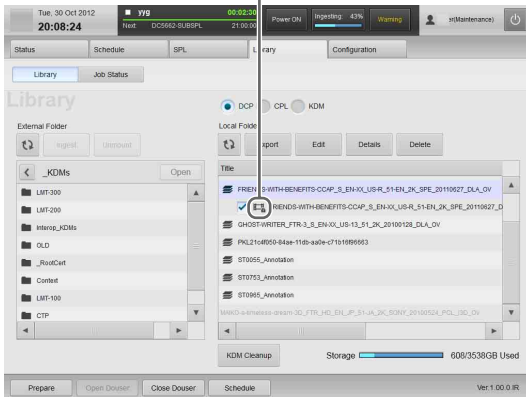 Tue, 30 Oct 2012
20:08:24
yyg
00:02:30
Next DC5662-SUBSPL 21:00:00
Power ON
Ingesting: 43%
Warning
sr(Maintenance)
Status Schedule SPL Library Configuration
Library Job Status
Library
DCP CPL KDM
External Folder
Local Folder
Ingest Unmount
Export Edit Details Delete
_KDMs Open
LMT-300
LMT-200
Interop_KDMs
OLD
_RootCert
Context
LMT-100
CTP
Title
FRIENDS-WITH-BENEFITS-CCAP_S_EN-XX_US-R_51-EN_2K_SPE_20110627_DLA_OV
RIENDS-WITH-BENEFITS-CCAP_S_EN-XX_US-R_51-EN_2K_SPE_20110627_D
GHOST-WRITER_FTR-3_S_EN-XX_US-13_51_2K_20100128_DLA_OV
PKL21c4f050-84ae-11db-aa0e-c71b16f96663
ST0055_Annotation
ST0753_Annotation
ST0965_Annotation
KDM Cleanup
Storage 608/3538GB Used
Prepare Open Douser Close Douser Schedule
Ver.1.00.0.IR